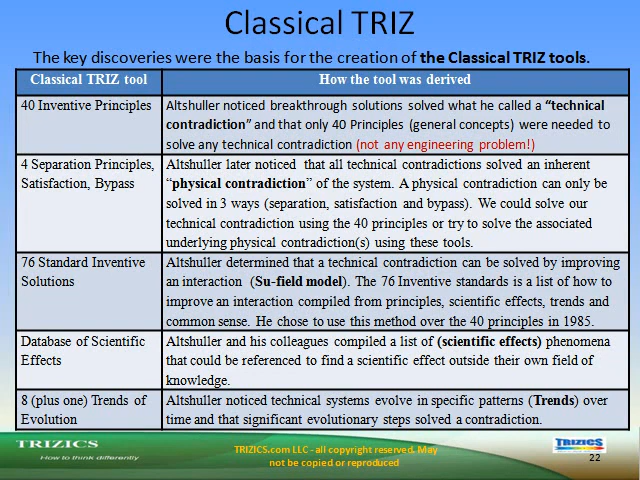 Classical TRIZ
The key discoveries were the basis for the creation of the Classical TRIZ tools.
Classical TRIZ tool
How the tool was derived
40 Inventive Principles
Altshuller noticed breakthrough solutions solved what he called a “technical
contradiction” and that only 40 Principles (general concepts) were needed to
solve any technical contradiction (not any engineering problem!)
4 Separation Principles,
Satisfaction, Bypass
Altshuller later noticed that all technical contradictions solved an inherent
“physical contradiction” of the system. A physical contradiction can only be
solved in 3 ways (separation, satisfaction and bypass). We could solve our
technical contradiction using the 40 principles or try to solve the associated
underlying physical contradiction(s) using these tools.
76 Standard Inventive
Solutions
Altshuller determined that a technical contradiction can be solved by improving
an interaction (Su-field model). The 76 Inventive standards is a list of how to
improve an interaction compiled from principles, scientific effects, trends and
common sense. He chose to use this method over the 40 principles in 1985.
Database of Scientific
Effects
Altshuller and his colleagues compiled a list of (scientific effects) phenomena
that could be referenced to find a scientific effect outside their own field of
knowledge.
8 (plus one) Trends of
Evolution
Altshuller noticed technical systems evolve in specific patterns (Trends) over
time and that significant evolutionary steps solved a contradiction.
TRIZICS
How to think differently
TRIZICS.com LLC - all copyright reserved. May
not be copied or reproduced
TRIZICS
22